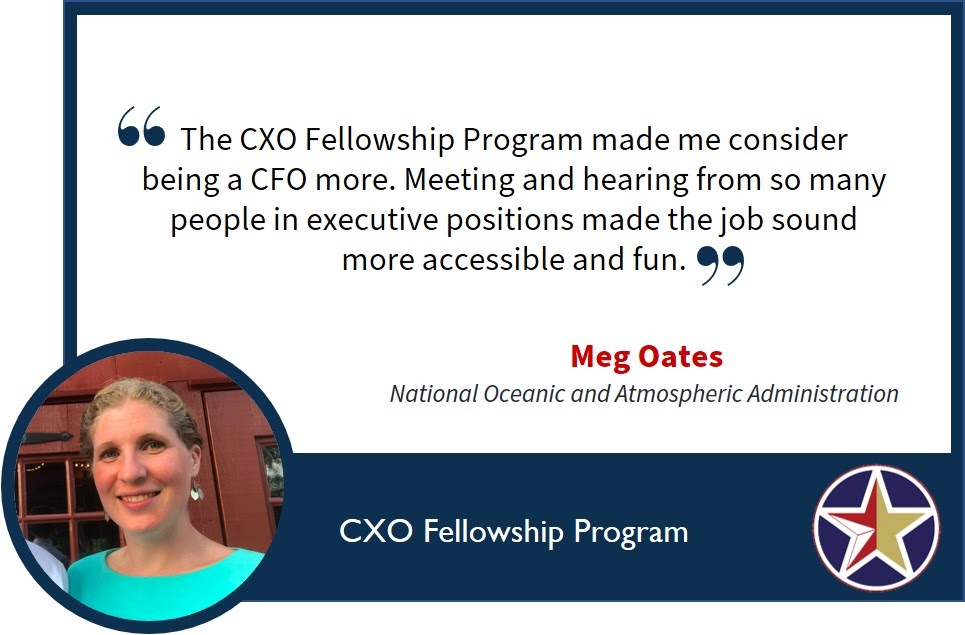 “ The CXO Fellowship Program made me consider
being a CFO more. Meeting and hearing from so many
people in executive positions made the job sound
more accessible and fun. ”
Meg Oates
National Oceanic and Atmospheric Administration
CXO Fellowship Program